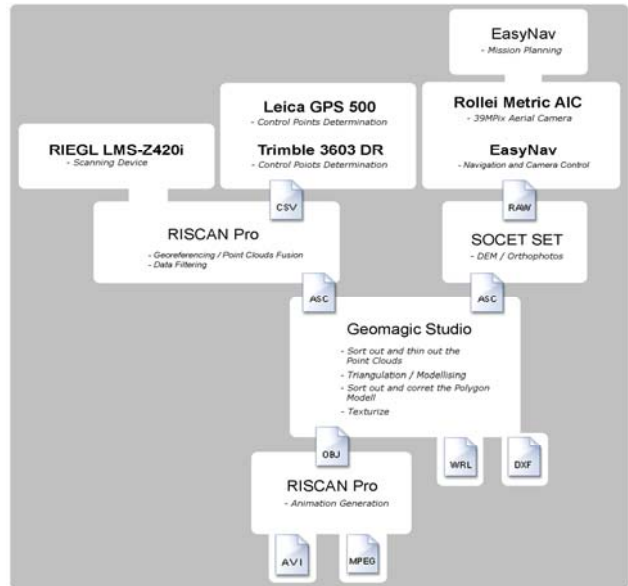 EasyNav
- Mission Planning
Leica GPS 500
- Control Points Determination
Trimble 3603 DR
- Control Poiots Determination
Rollei Metric AIC
- 39MPix Aerial Camera
EasyNav
- Navigation and Camera Control
RIEGL LMS-Z420i
- Scanning Device
CSV
RAW
RISCAN Pro
- Georeferencing / Point Clouds Fusion
- Data Filtering
SOCET SET
- DEM / Orthophotos
ASC
ASC
Geomagic Studio
- Sort out and thin out the
Point Clouds
- Triangulation / Modellising
- Sort out and corret the Polygon
Modell
- Texturize
OBJ
WRL
DXF
RISCAN Pro
- Animation Generation
AVI
MPEG